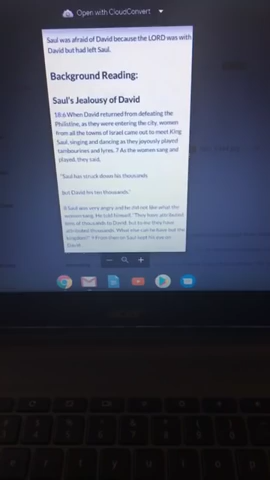 Open with CloudConvert
Saul was afraid of David because the LORD was with
David but had left Saul.
Background Reading:
Saul's Jealousy of David
18:6 When David returned from defeating the
Philistine, as they were entering the city, women
from all the towns of Israel came out to meet King
Saul, singing and dancing as they joyously played
tambourines and lyres. 7 As the women sang and
played, they said,
"Saul has struck down his thousands
but David his ten thousands."
8 Saul was very angry and he did not like what the
women sang. He told himself, "They have attributed
tens of thousands to David, but to me they have
attributed thousands. What else can he have but the
kingdom?" 9 From then on Saul kept his eye on
David.